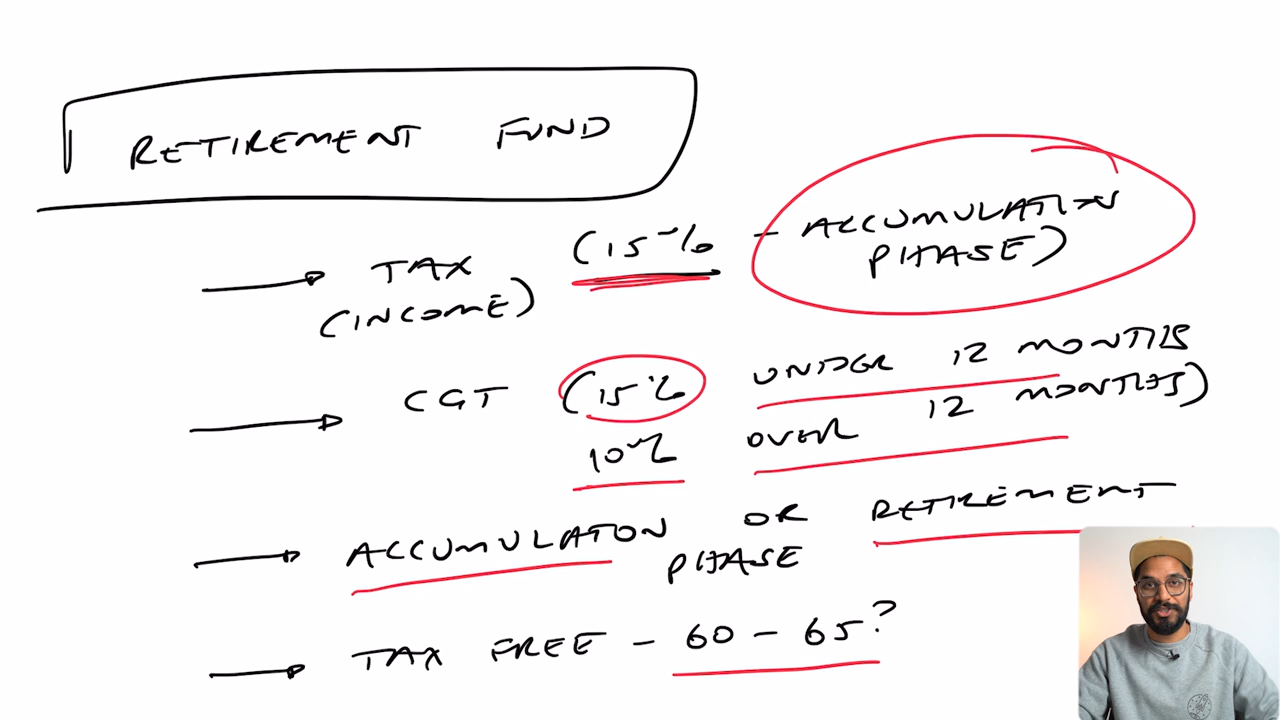 RETIREMENT FUND
TAX (15% - ACCUMULATION
(INCOME) PHASE)
CGT (15% UNDER 12 MONTHS
10% OVER 12 MONTHS)
ACCUMULATON OR RETIREMENT
PHASE
TAX FREE - 60 - 65?